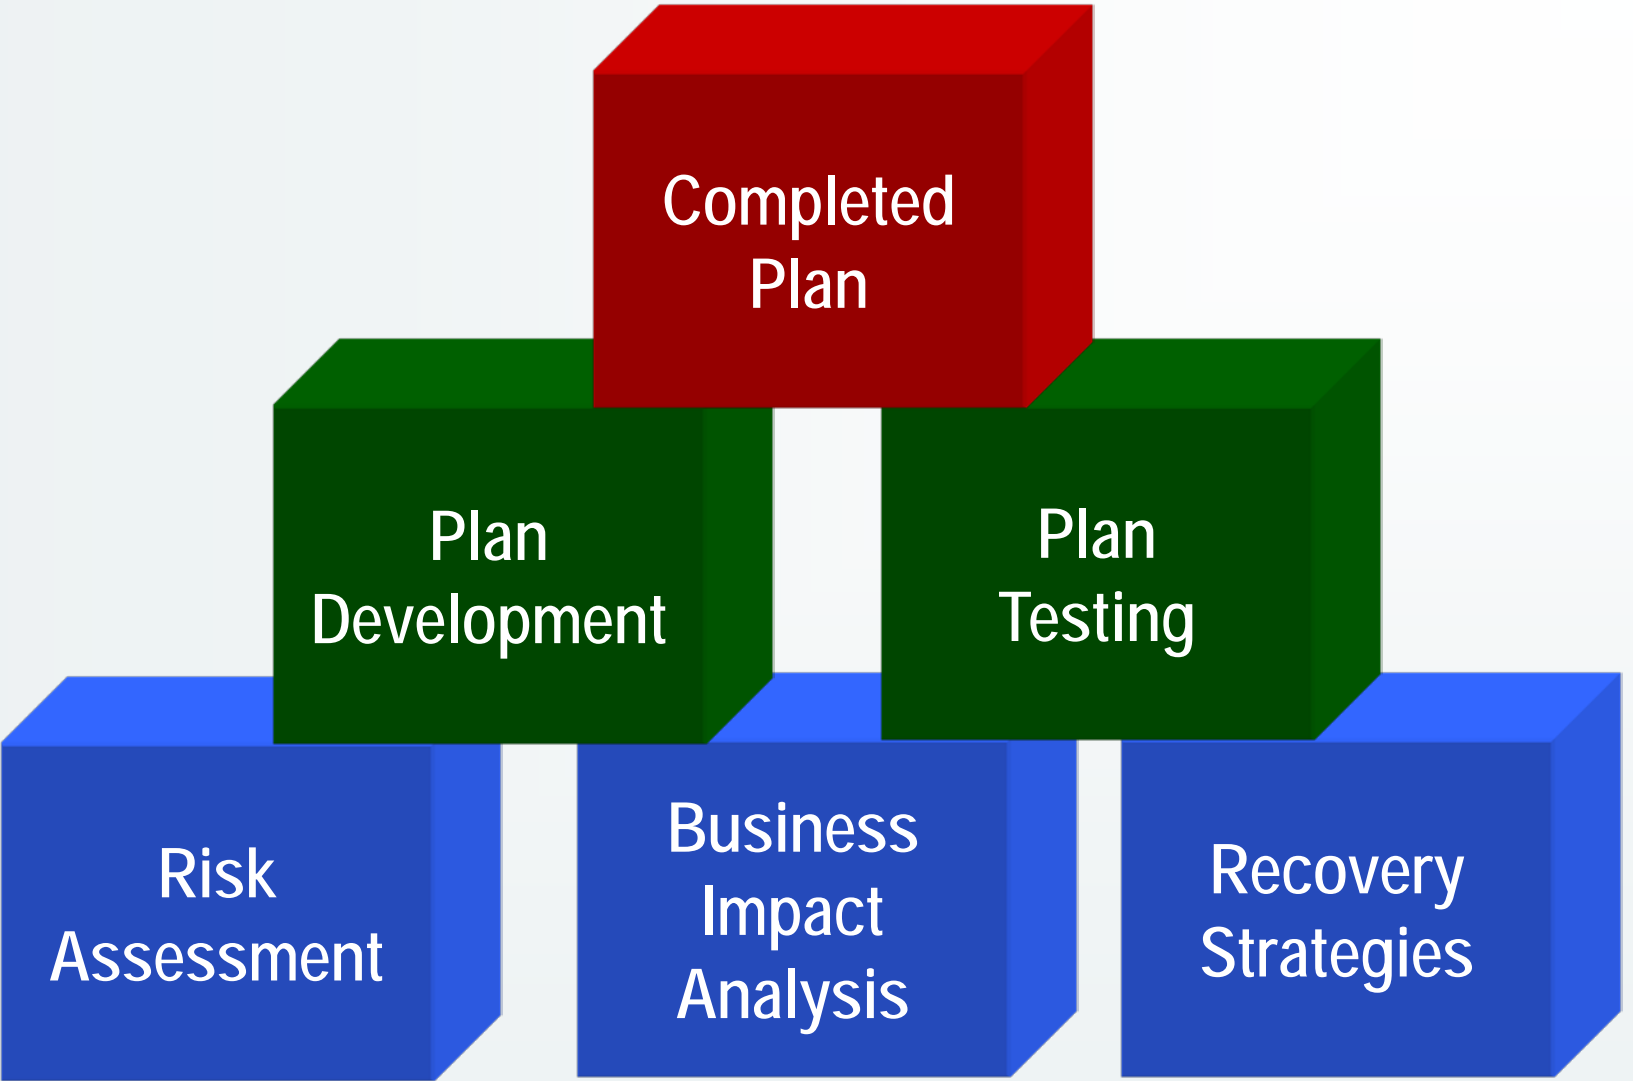 Completed
Plan
Plan
Development
Plan
Testing
Risk
Assessment
Business
Impact
Analysis
Recovery
Strategies